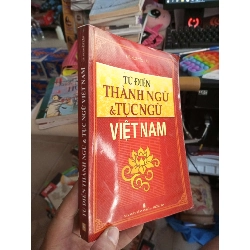 TỪ ĐIỂN
THÀNH NGỮ
& TỤC NGỮ
VIỆT NAM
TỪ ĐIỂN THÀNH NGỮ & TỤC NGỮ VIỆT NAM